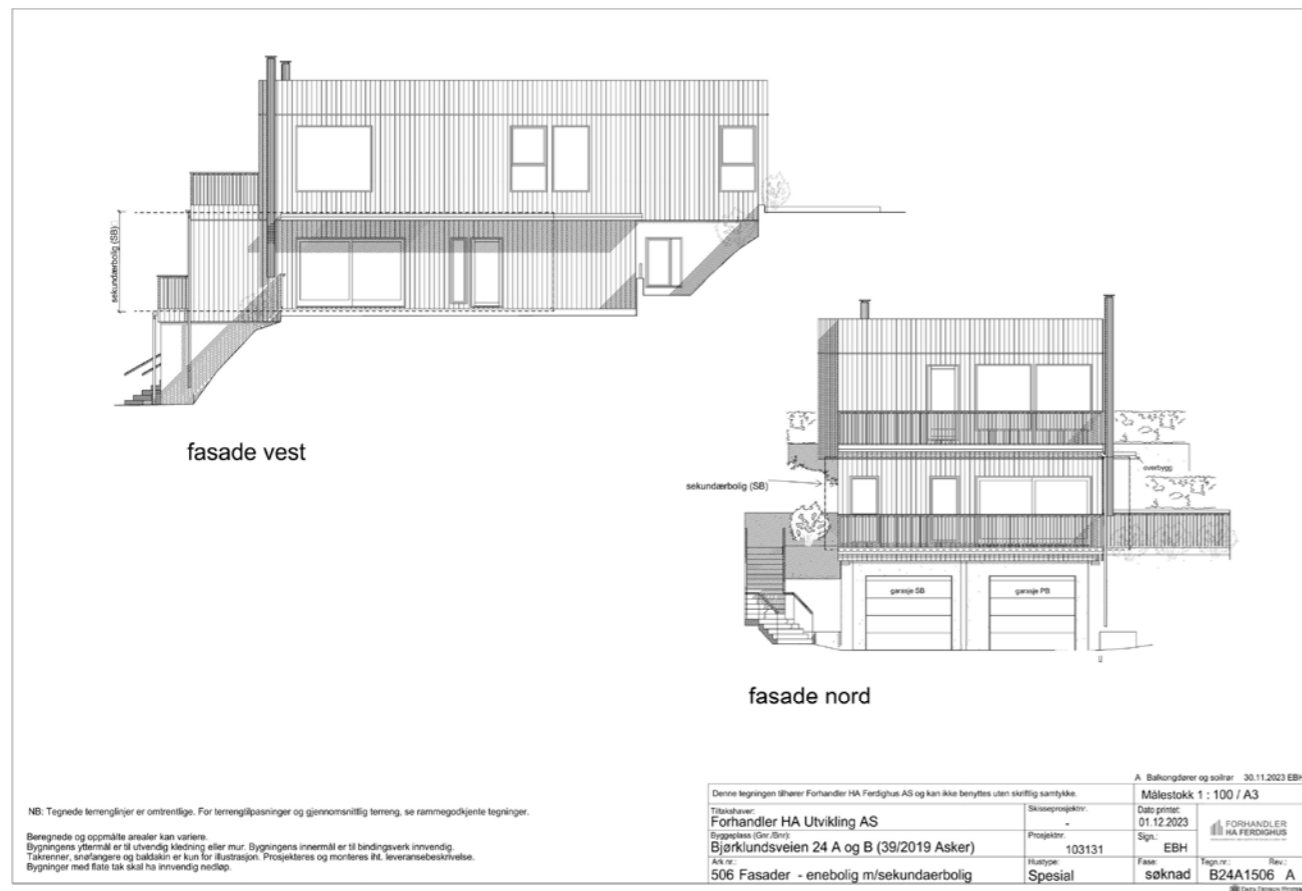 sekundærbolig (SB)
fasade vest
sekundærbolig (SB)
overbygg
garasje SB
garasje PB
fasade nord
A Balkongdører og soilrør 30.11.2023 EBH
NB: Tegnede terrenglinjer er omtrentlige. For terrengtilpasninger og gjennomsnittlig terreng, se rammegodkjente tegninger.
Beregnede og oppmålte arealer kan variere.
Bygningens yttermål er til utvendig kledning eller mur. Bygningens innermål er til bindingsverk innvendig.
Takrenner, snøfangere og baldakin er kun for illustrasjon. Prosjekteres og monteres iht. leveransebeskrivelse.
Bygninger med flate tak skal ha innvendig nedløp.
Denne tegningen tilhører Forhandler HA Ferdighus AS og kan ikke benyttes uten skriftlig samtykke.
Målestokk 1 : 100 / A3
Tiltakshaver:
Forhandler HA Utvikling AS
Skisseprosjektnr.
-
Dato printet:
01.12.2023
FORHANDLER
HA FERDIGHUS
Byggeplass (Gnr./Bnr):
Bjørklundsveien 24 A og B (39/2019 Asker)
Prosjektnr.
103131
Sign.:
EBH
Ark nr.:
506 Fasader - enebolig m/sekundaerbolig
Hustype:
Spesial
Fase:
søknad
Tegn.nr.:
B24A1506
Rev.:
A